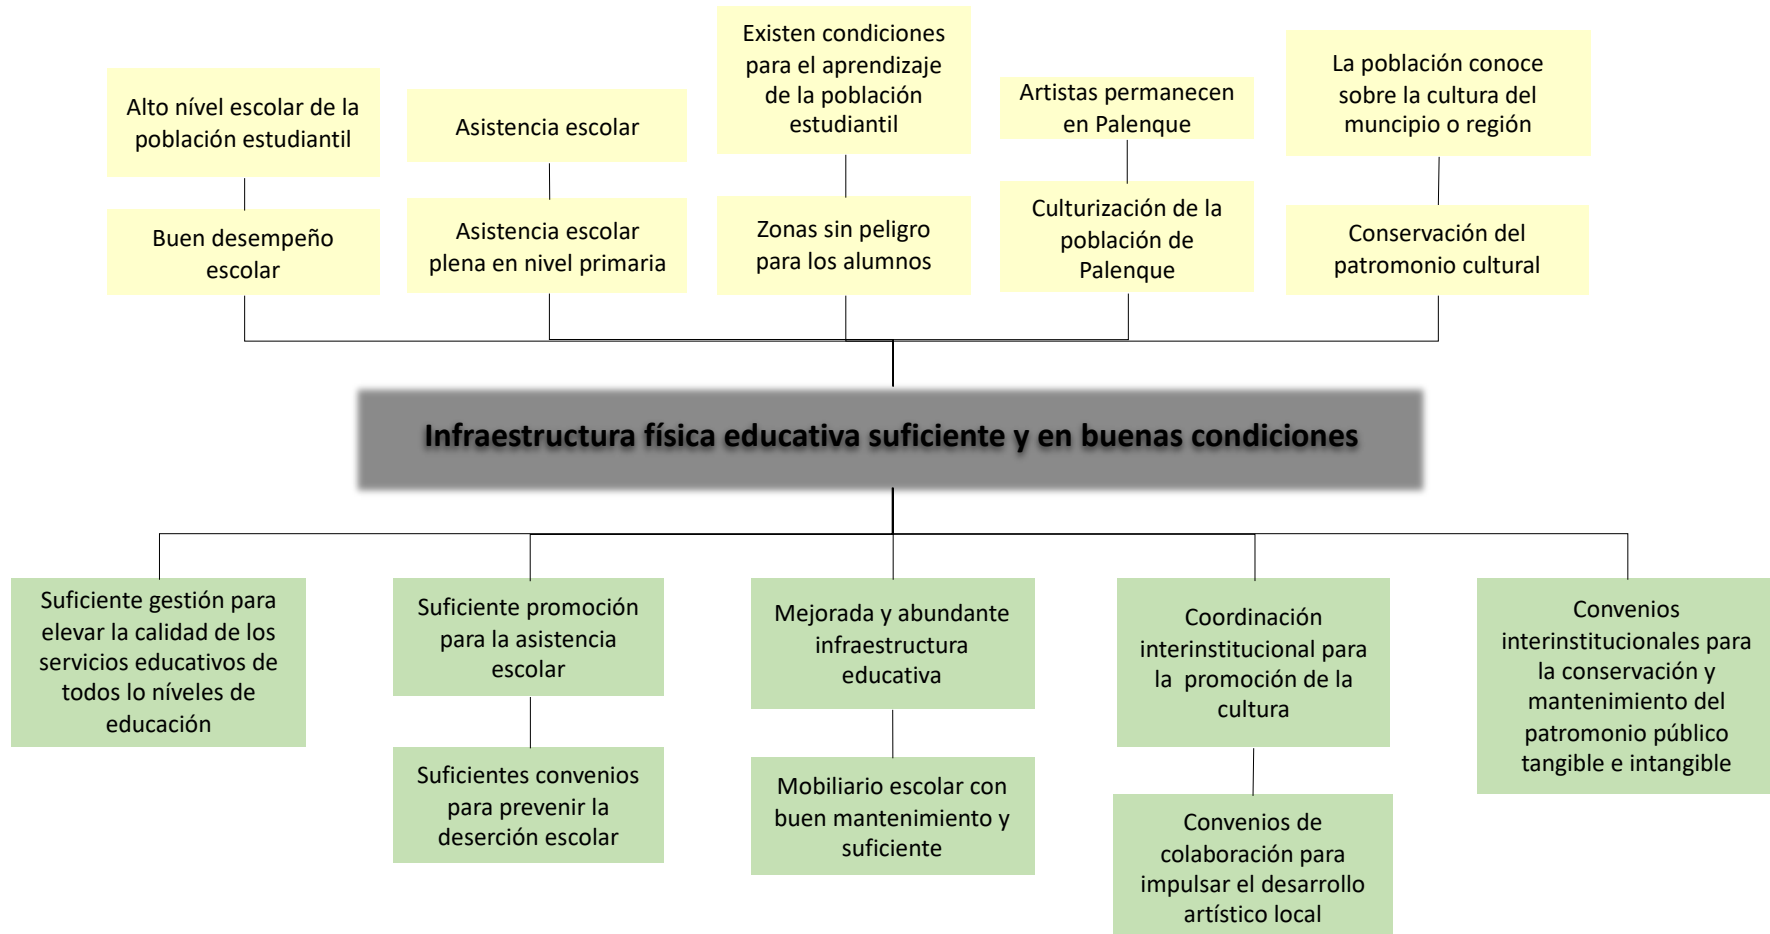 Alto nível escolar de la
población estudiantil
Asistencia escolar
Existen condiciones
para el aprendizaje
de la población
estudiantil
Artistas permanecen
en Palenque
La población conoce
sobre la cultura del
muncipio o región
Buen desempeño
escolar
Asistencia escolar
plena en nivel primaria
Zonas sin peligro
para los alumnos
Culturización de la
población de
Palenque
Conservación del
patromonio cultural
Infraestructura física educativa suficiente y en buenas condiciones
Suficiente gestión para
elevar la calidad de los
servicios educativos de
todos lo níveles de
educación
Suficiente promoción
para la asistencia
escolar
Mejorada y abundante
infraestructura
educativa
Coordinación
interinstitucional para
la promoción de la
cultura
Convenios
interinstitucionales para
la conservación y
mantenimiento del
patromonio público
tangible e intangible
Suficientes convenios
para prevenir la
deserción escolar
Mobiliario escolar con
buen mantenimiento y
suficiente
Convenios de
colaboración para
impulsar el desarrollo
artístico local